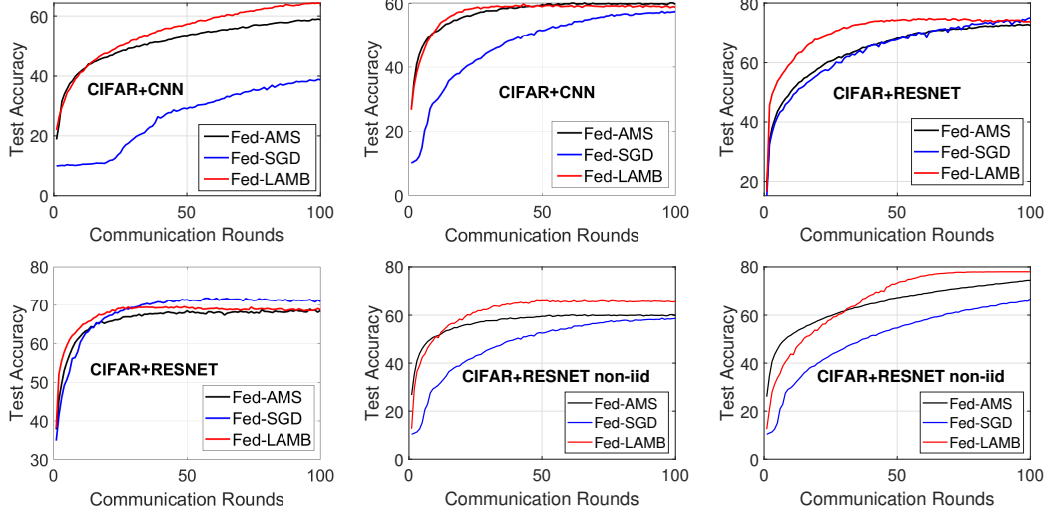 60
40
20
0
0
50
100
Test Accuracy
Communication Rounds
CIFAR+CNN
Fed-AMS
Fed-SGD
Fed-LAMB
60
40
20
0
0
50
100
Test Accuracy
Communication Rounds
CIFAR+CNN
Fed-AMS
Fed-SGD
Fed-LAMB
80
60
40
20
0
50
100
Test Accuracy
Communication Rounds
CIFAR+RESNET
Fed-AMS
Fed-SGD
Fed-LAMB
80
70
60
50
40
30
0
50
100
Test Accuracy
Communication Rounds
CIFAR+RESNET
Fed-AMS
Fed-SGD
Fed-LAMB
80
60
40
20
0
0
50
100
Test Accuracy
Communication Rounds
CIFAR+RESNET non-iid
Fed-AMS
Fed-SGD
Fed-LAMB
80
60
40
20
0
0
50
100
Test Accuracy
Communication Rounds
CIFAR+RESNET non-iid
Fed-AMS
Fed-SGD
Fed-LAMB